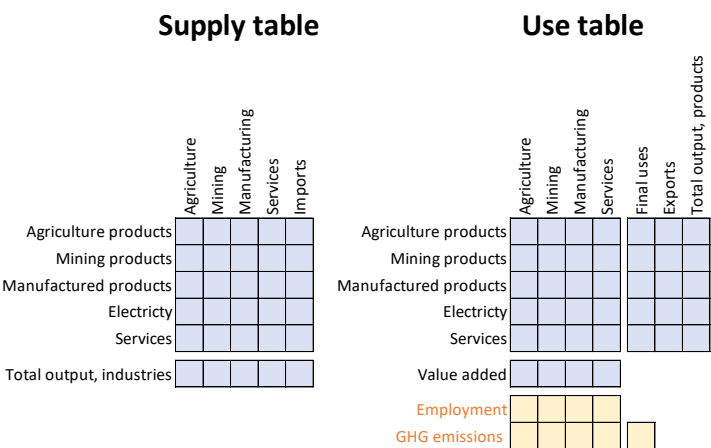 Supply table
Use table
Agriculture
Mining
Manufacturing
Services
Imports
Agriculture
Mining
Manufacturing
Services
Final uses
Exports
Total output, products
Agriculture products
Mining products
Manufactured products
Electricty
Services
Total output, industries
Agriculture products
Mining products
Manufactured products
Electricty
Services
Value added
Employment
GHG emissions